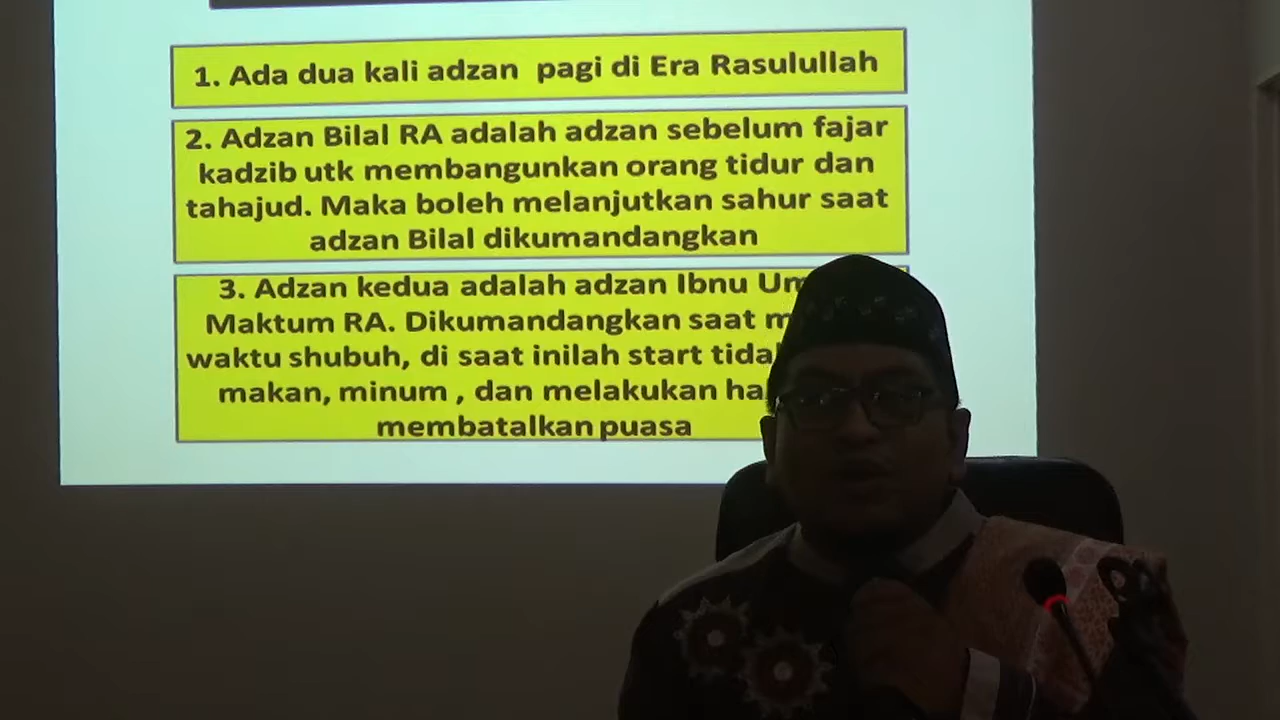 1. Ada dua kali adzan pagi di Era Rasulullah
2. Adzan Bilal RA adalah adzan sebelum fajar
kadzib utk membangunkan orang tidur dan
tahajud. Maka boleh melanjutkan sahur saat
adzan Bilal dikumandangkan
3. Adzan kedua adalah adzan Ibnu
Maktum RA. Dikumandangkan saat
waktu shubuh, di saat inilah start
makan, minum , dan melakukan
membatalkan puasa